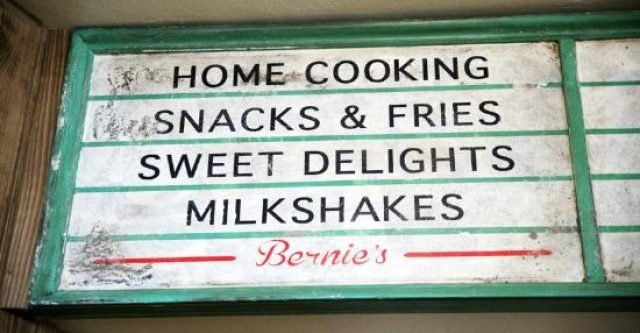 HOME COOKING
SNACKS & FRIES
SWEET DELIGHTS
MILKSHAKES
Bernie's